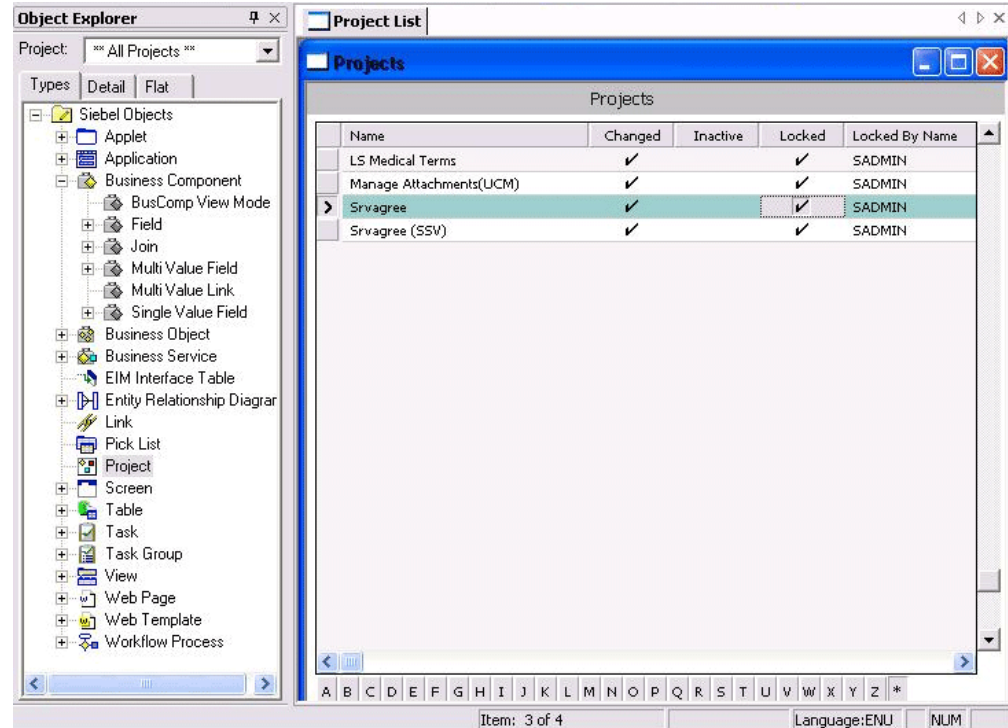 Object Explorer
Project: ** All Projects **
Types Detail Flat
Siebel Objects
Applet
Application
Business Component
BusComp View Mode
Field
Join
Multi Value Field
Multi Value Link
Single Value Field
Business Object
Business Service
EIM Interface Table
Entity Relationship Diagrar
Link
Pick List
Project
Screen
Table
Task
Task Group
View
Web Page
Web Template
Workflow Process
Project List
Projects
Projects
Name Changed Inactive Locked Locked By Name
LS Medical Terms ✔ ✔ SADMIN
Manage Attachments(UCM) ✔ ✔ SADMIN
Srvagree ✔ ✔ SADMIN
Srvagree (SSV) ✔ ✔ SADMIN
A B C D E F G H I J K L M N O P Q R S T U V W X Y Z *
Item: 3 of 4 Language:ENU NUM